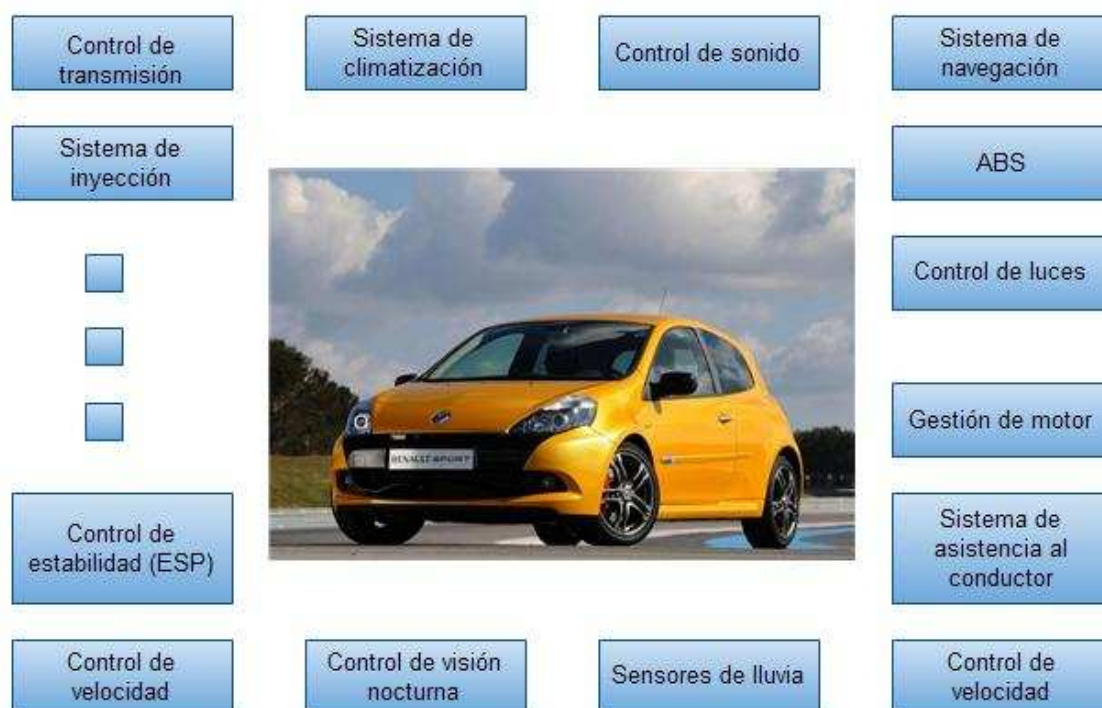 Control de
transmisión
Sistema de
climatización
Control de sonido
Sistema de
navegación
Sistema de
inyección
ABS
Control de luces
Gestión de motor
RENAULT SPORT
Control de
estabilidad (ESP)
Sistema de
asistencia al
conductor
Control de
velocidad
Control de visión
nocturna
Sensores de lluvia
Control de
velocidad